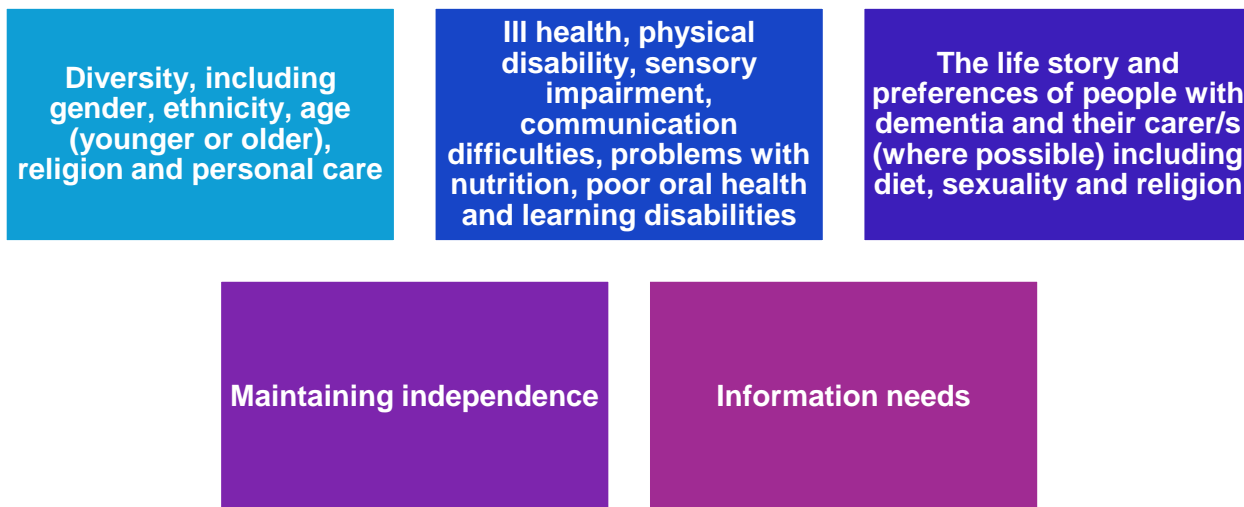 Diversity, including
gender, ethnicity, age
(younger or older),
religion and personal care
Ill health, physical
disability, sensory
impairment,
communication
difficulties, problems with
nutrition, poor oral health
and learning disabilities
The life story and
preferences of people with
dementia and their carer/s
(where possible) including
diet, sexuality and religion
Maintaining independence
Information needs